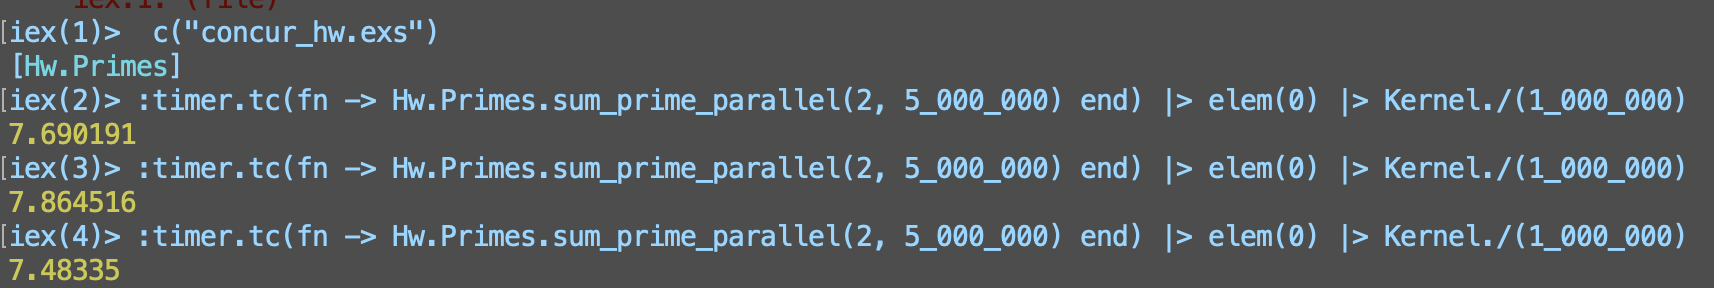 iex:1: (file)
[iex(1)>  c("concur_hw.exs")
[Hw.Primes]
[iex(2)> :timer.tc(fn -> Hw.Primes.sum_prime_parallel(2, 5_000_000) end) |> elem(0) |> Kernel./(1_000_000)
7.690191
[iex(3)> :timer.tc(fn -> Hw.Primes.sum_prime_parallel(2, 5_000_000) end) |> elem(0) |> Kernel./(1_000_000)
7.864516
[iex(4)> :timer.tc(fn -> Hw.Primes.sum_prime_parallel(2, 5_000_000) end) |> elem(0) |> Kernel./(1_000_000)
7.48335